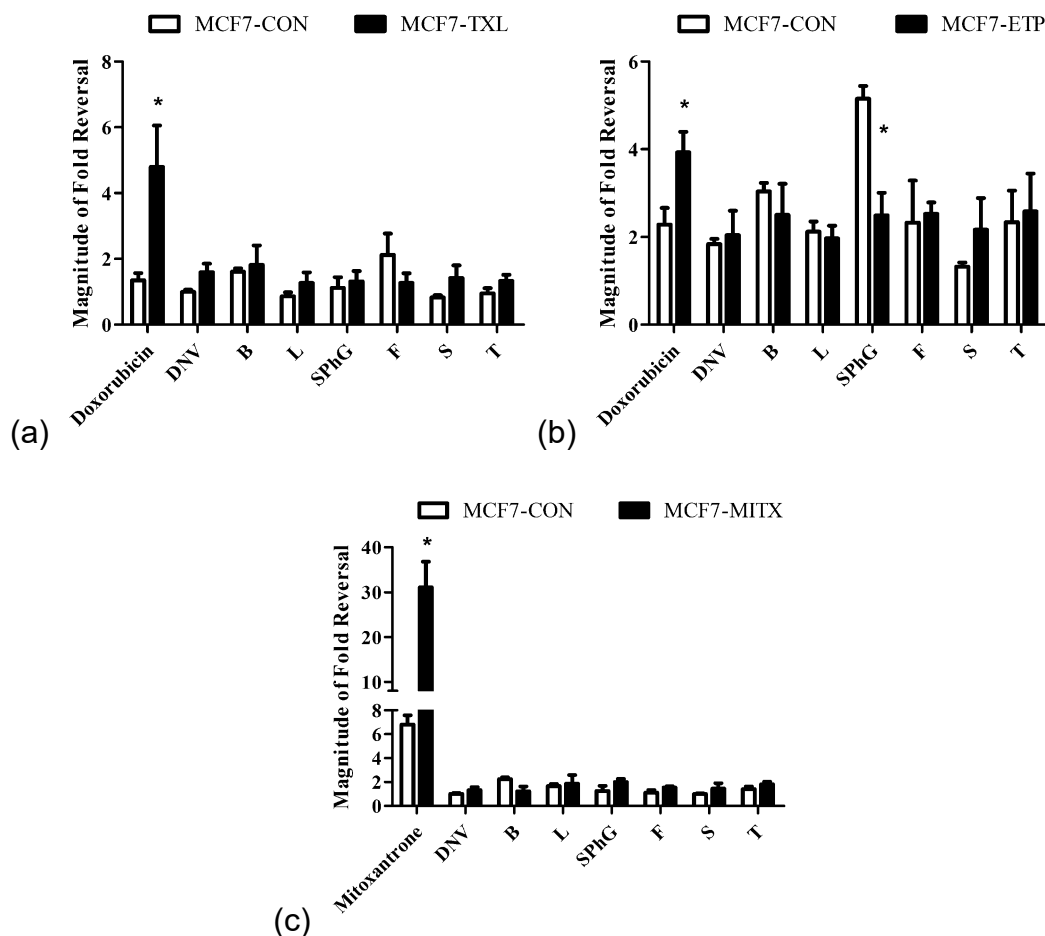 MCF7-CON MCF7-TXL
Magnitude of Fold Reversal
8
6
4
2
0
*
Doxorubicin DNV B L SPhG F S T
(a)
MCF7-CON MCF7-ETP
Magnitude of Fold Reversal
6
4
2
0
* *
Doxorubicin DNV B L SPhG F S T
(b)
MCF7-CON MCF7-MITX
Magnitude of Fold Reversal
40
30
20
10
8
6
4
2
0
*
Mitoxantrone DNV B L SPhG F S T
(c)